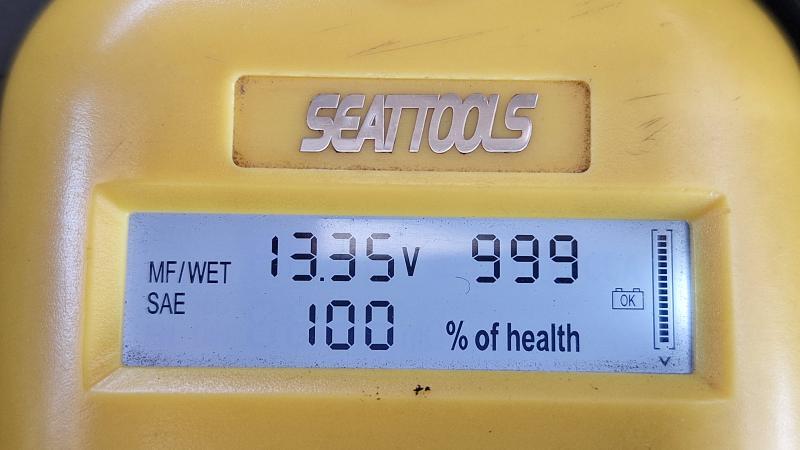 SEATTOOLS
MF/WET 13.35V 999
SAE 100 % of health
OK